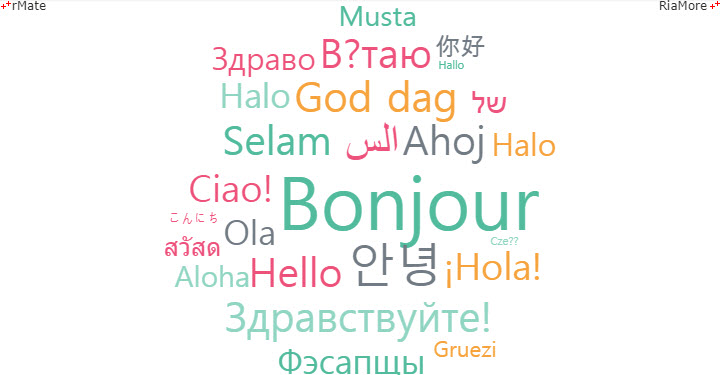 rMate
RiaMore
Musta
Здраво
В?таю
你好
Hallo
Halo
God dag
של
Selam
الس
Ahoj
Halo
Ciao!
Bonjour
こんにち
Ola
Cze??
สวัสด
안녕
Aloha
Hello
¡Hola!
Здравствуйте!
Gruezi
Фэсапщы